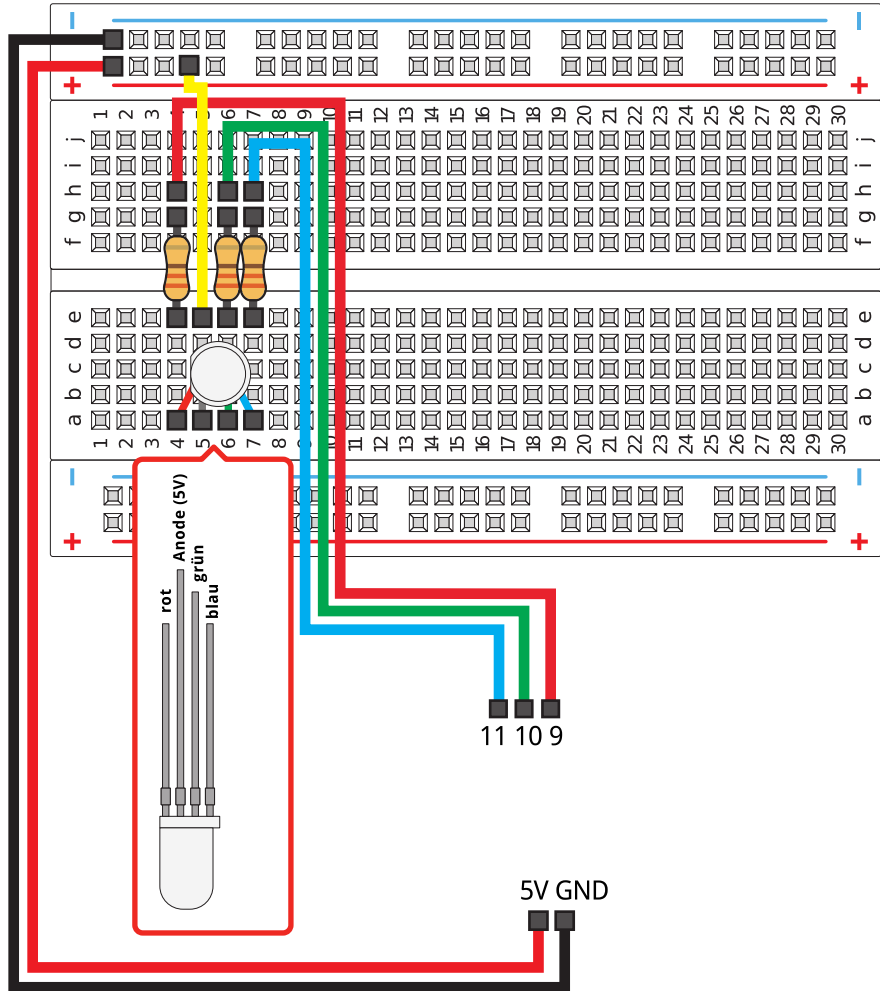 − −
+ +
1 2 3 4 5 6 7 8 9 10 11 12 13 14 15 16 17 18 19 20 21 22 23 24 25 26 27 28 29 30
j j
i i
h h
g g
f f
e e
d d
c c
b b
a a
1 2 3 4 5 6 7 8 9 10 11 12 13 14 15 16 17 18 19 20 21 22 23 24 25 26 27 28 29 30
− −
+ +
rot
Anode (5V)
grün
blau
11 10 9
5V GND